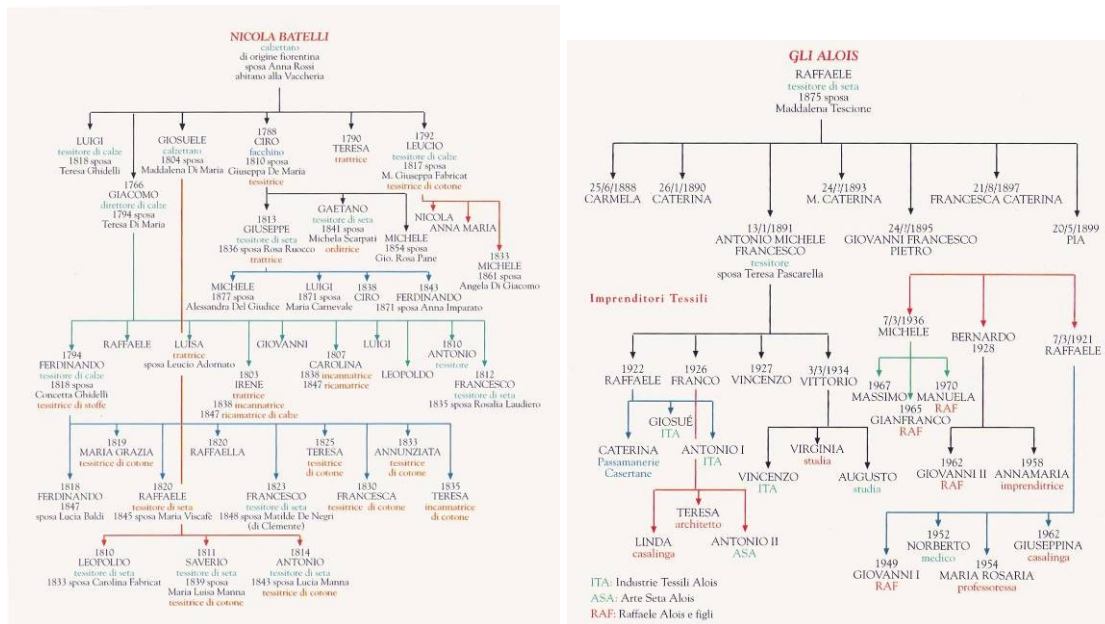 NICOLA BATELLI
calzettaro
di origine fiorentina
sposa Anna Rossi
abitano alla Vaccheria
LUIGI
tessitore di calze
1818 sposa
Teresa Ghidelli
1766
GIACOMO
direttore di calze
1794 sposa
Teresa Di Maria
GIOSUELE
calzettaro
1804 sposa
Maddalena Di Maria
1788
CIRO
facchino
1810 sposa
Giuseppa De Maria
tessitrice
1790
TERESA
trattrice
1792
LEUCIO
tessitore di calze
1817 sposa
M. Giuseppa Fabricat
tessitrice di cotone
1813
GIUSEPPE
tessitore di seta
1836 sposa Rosa Ruocco
trattrice
GAETANO
tessitore di seta
1841 sposa
Michela Scarpati
orditrice
MICHELE
1854 sposa
Gio. Rosa Pane
NICOLA
ANNA MARIA
1833
MICHELE
1861 sposa
Angela Di Giacomo
MICHELE
1877 sposa
Alessandra Del Giudice
LUIGI
1871 sposa
Maria Carnevale
1838
CIRO
1843
FERDINANDO
1871 sposa Anna Imparato
1794
FERDINANDO
tessitore di calze
1818 sposa
Concetta Ghidelli
tessitrice di stoffe
RAFFAELE
LUISA
trattrice
sposa Leucio Adornato
1803
IRENE
trattrice
1838 incannatrice
1847 ricamatrice di calze
GIOVANNI
1807
CAROLINA
1838 incannatrice
1847 ricamatrice
LUIGI
LEOPOLDO
1810
ANTONIO
tessitore
1812
FRANCESCO
tessitore di seta
1835 sposa Rosalia Laudiero
1818
FERDINANDO
1847
sposa Lucia Baldi
1819
MARIA GRAZIA
tessitrice di cotone
1820
RAFFAELE
tessitore di seta
1845 sposa Maria Viscafè
1820
RAFFAELLA
1823
FRANCESCO
tessitore di seta
1848 sposa Matilde De Negri
(di Clemente)
1825
TERESA
tessitrice di cotone
1830
FRANCESCA
tessitrice di cotone
1833
ANNUNZIATA
tessitrice
di cotone
1835
TERESA
incannatrice
di cotone
1810
LEOPOLDO
tessitore di seta
1833 sposa Carolina Fabricat
1811
SAVERIO
tessitore di seta
1839 sposa
Maria Luisa Manna
tessitrice di cotone
1814
ANTONIO
tessitore di seta
1843 sposa Lucia Manna
tessitrice di cotone
GLI ALOIS
RAFFAELE
tessitore di seta
1875 sposa
Maddalena Tescione
25/6/1888
CARMELA
26/1/1890
CATERINA
13/1/1891
ANTONIO MICHELE
FRANCESCO
tessitore
sposa Teresa Pascarella
24/?/1893
M. CATERINA
24/?/1895
GIOVANNI FRANCESCO
PIETRO
21/8/1897
FRANCESCA CATERINA
20/5/1899
PIA
Imprenditori Tessili
1922
RAFFAELE
1926
FRANCO
1927
VINCENZO
3/3/1934
VITTORIO
7/3/1936
MICHELE
BERNARDO
1928
7/3/1921
RAFFAELE
1967
MASSIMO
1965
GIANFRANCO
RAF
1970
MANUELA
RAF
CATERINA
Passamanerie
Casertane
GIOSUÉ
ITA
ANTONIO I
ITA
VINCENZO
ITA
VIRGINIA
studia
AUGUSTO
studia
1962
GIOVANNI II
RAF
1958
ANNAMARIA
imprenditrice
LINDA
casalinga
TERESA
architetto
ANTONIO II
ASA
1949
GIOVANNI I
RAF
1952
NORBERTO
medico
1954
MARIA ROSARIA
professoressa
1962
GIUSEPPINA
casalinga
ITA: Industrie Tessili Alois
ASA: Arte Seta Alois
RAF: Raffaele Alois e figli